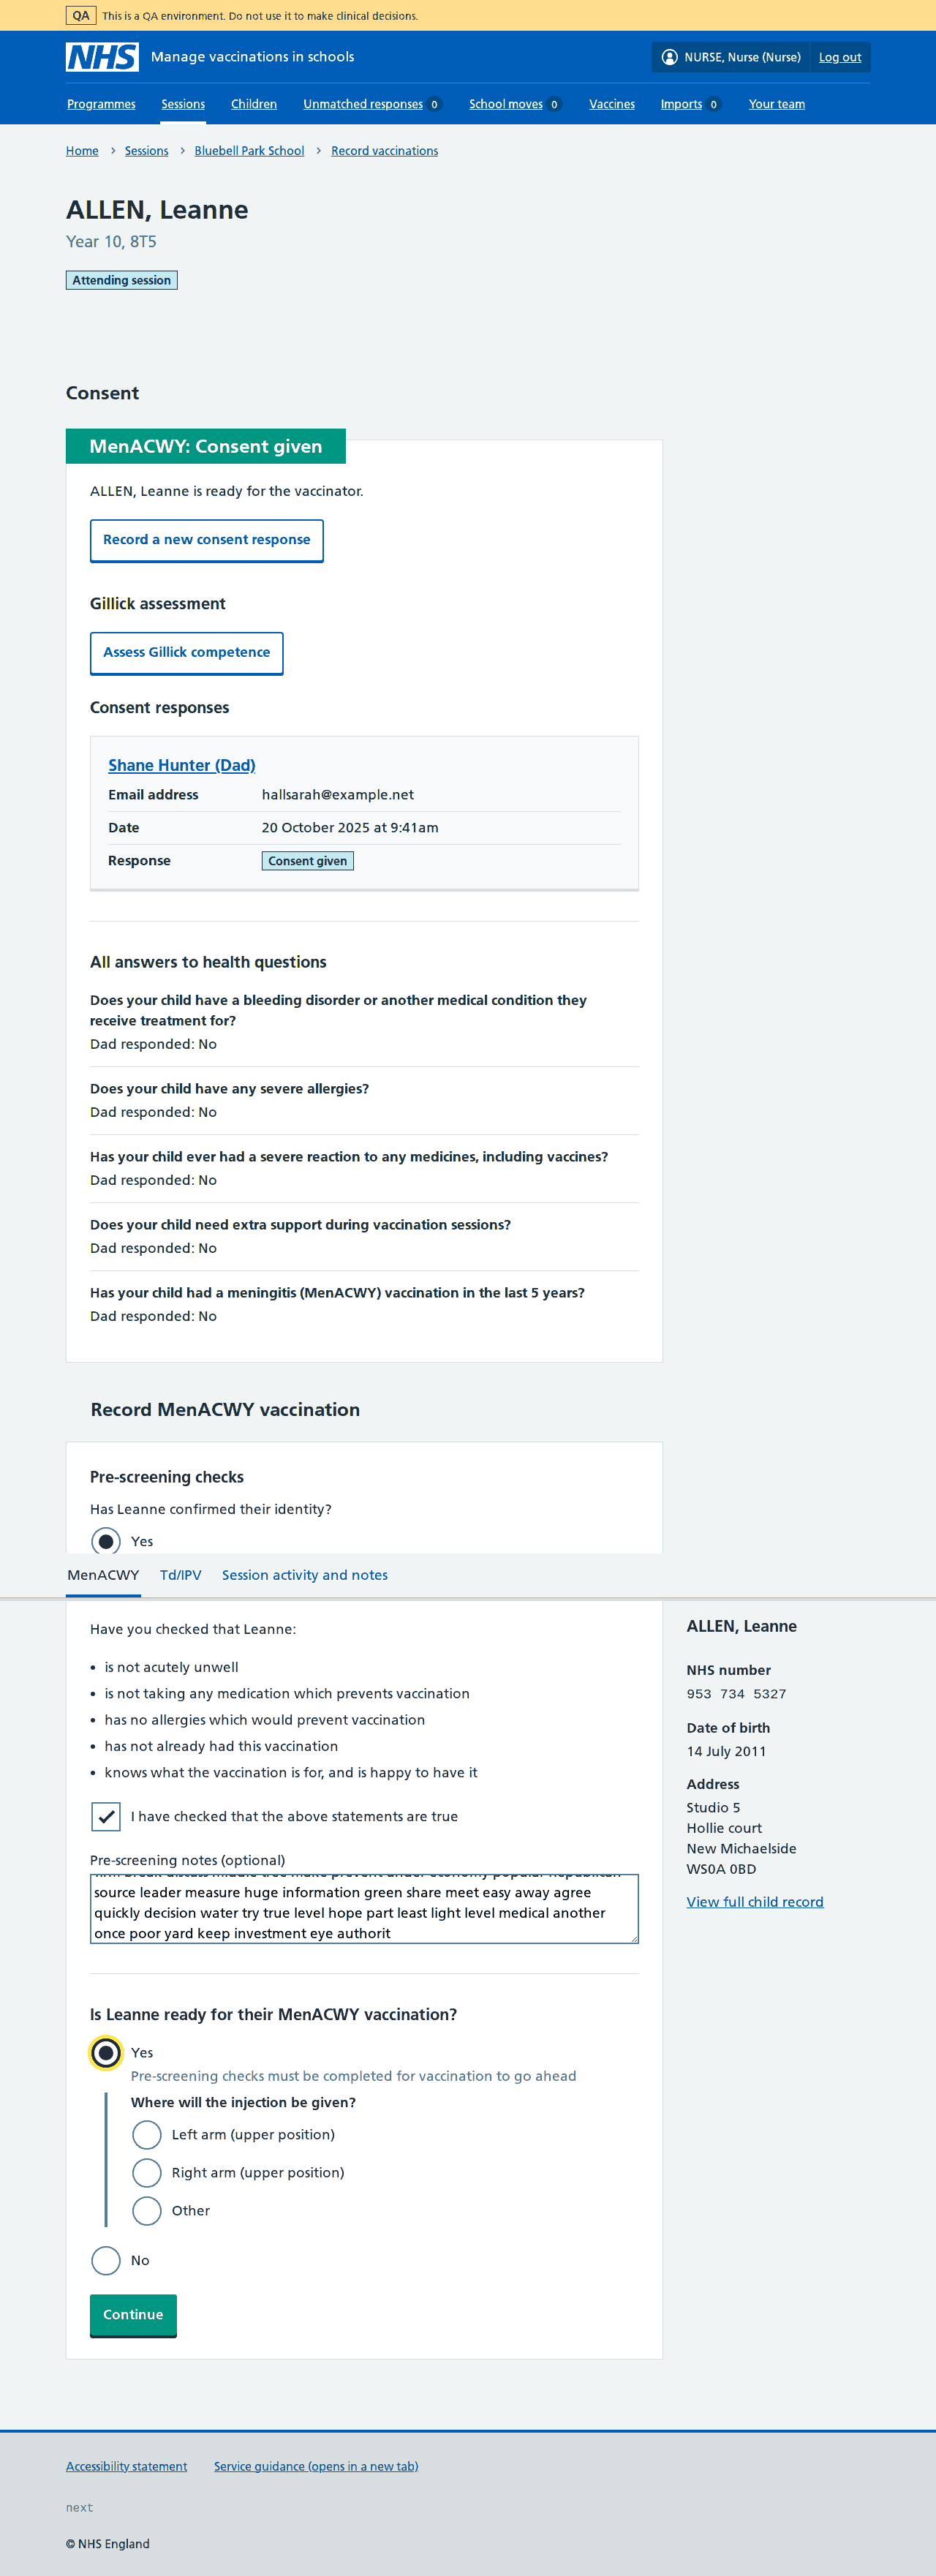 QA This is a QA environment. Do not use it to make clinical decisions.
NHS Manage vaccinations in schools NURSE, Nurse (Nurse) Log out
Programmes Sessions Children Unmatched responses 0 School moves 0 Vaccines Imports 0 Your team
Home Sessions Bluebell Park School Record vaccinations
ALLEN, Leanne
Year 10, 8T5
Attending session
Consent
MenACWY: Consent given
ALLEN, Leanne is ready for the vaccinator.
Record a new consent response
Gillick assessment
Assess Gillick competence
Consent responses
Shane Hunter (Dad)
Email address hallsarah@example.net
Date 20 October 2025 at 9:41am
Response Consent given
All answers to health questions
Does your child have a bleeding disorder or another medical condition they
receive treatment for?
Dad responded: No
Does your child have any severe allergies?
Dad responded: No
Has your child ever had a severe reaction to any medicines, including vaccines?
Dad responded: No
Does your child need extra support during vaccination sessions?
Dad responded: No
Has your child had a meningitis (MenACWY) vaccination in the last 5 years?
Dad responded: No
Record MenACWY vaccination
Pre-screening checks
Has Leanne confirmed their identity?
Yes
MenACWY Td/IPV Session activity and notes
Have you checked that Leanne:
is not acutely unwell
is not taking any medication which prevents vaccination
has no allergies which would prevent vaccination
has not already had this vaccination
knows what the vaccination is for, and is happy to have it
I have checked that the above statements are true
Pre-screening notes (optional)
break discuss middle tree make prevent under economy popular Republican
source leader measure huge information green share meet easy away agree
quickly decision water try true level hope part least light level medical another
once poor yard keep investment eye authorit
Is Leanne ready for their MenACWY vaccination?
Yes
Pre-screening checks must be completed for vaccination to go ahead
Where will the injection be given?
Left arm (upper position)
Right arm (upper position)
Other
No
Continue
ALLEN, Leanne
NHS number
953 734 5327
Date of birth
14 July 2011
Address
Studio 5
Hollie court
New Michaelside
WS0A 0BD
View full child record
Accessibility statement Service guidance (opens in a new tab)
next
© NHS England